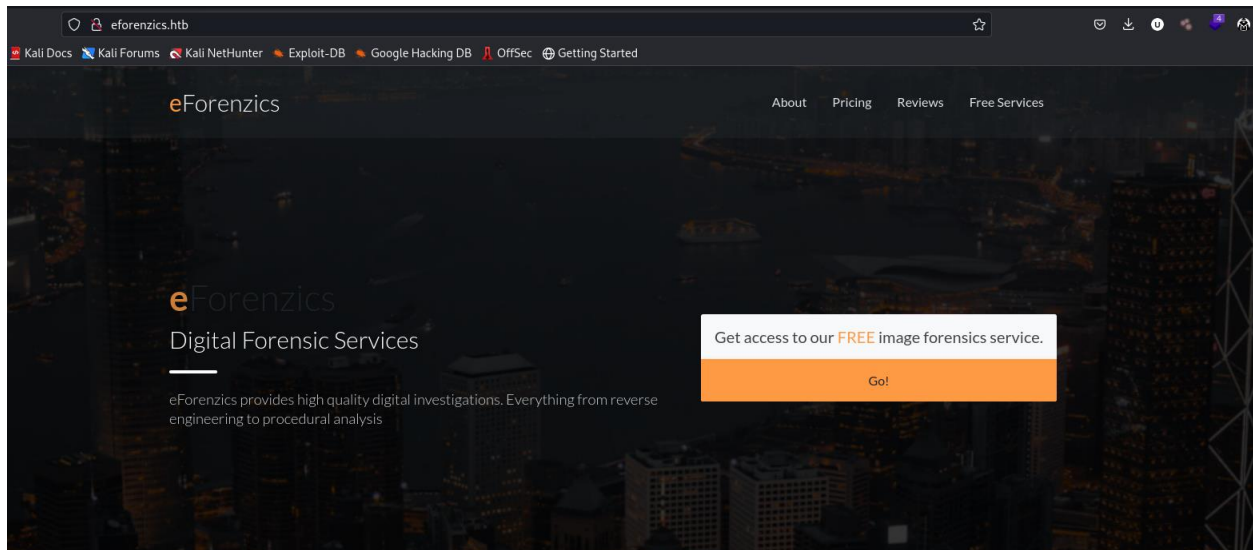 eforenzics.htb
4
Kali Docs Kali Forums Kali NetHunter Exploit-DB Google Hacking DB OffSec Getting Started
eForenzics
About Pricing Reviews Free Services
eForenzics
Digital Forensic Services
Get access to our FREE image forensics service.
Go!
eForenzics provides high quality digital investigations. Everything from reverse
engineering to procedural analysis